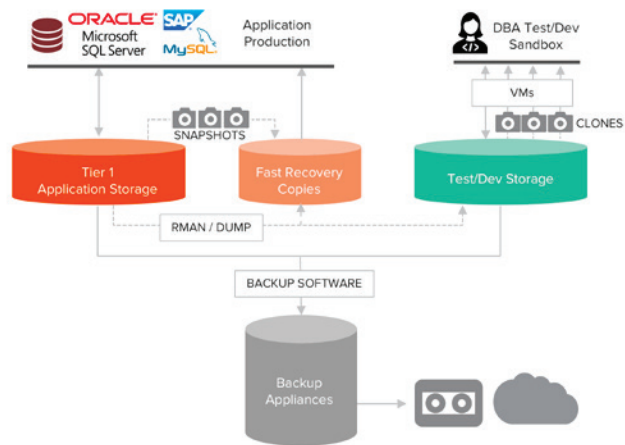 ORACLE
Microsoft
SQL Server
SAP
MySQL
Application
Production
DBA Test/Dev
Sandbox
VMs
SNAPSHOTS
CLONES
Tier 1
Application Storage
Fast Recovery
Copies
Test/Dev Storage
RMAN / DUMP
BACKUP SOFTWARE
Backup
Appliances